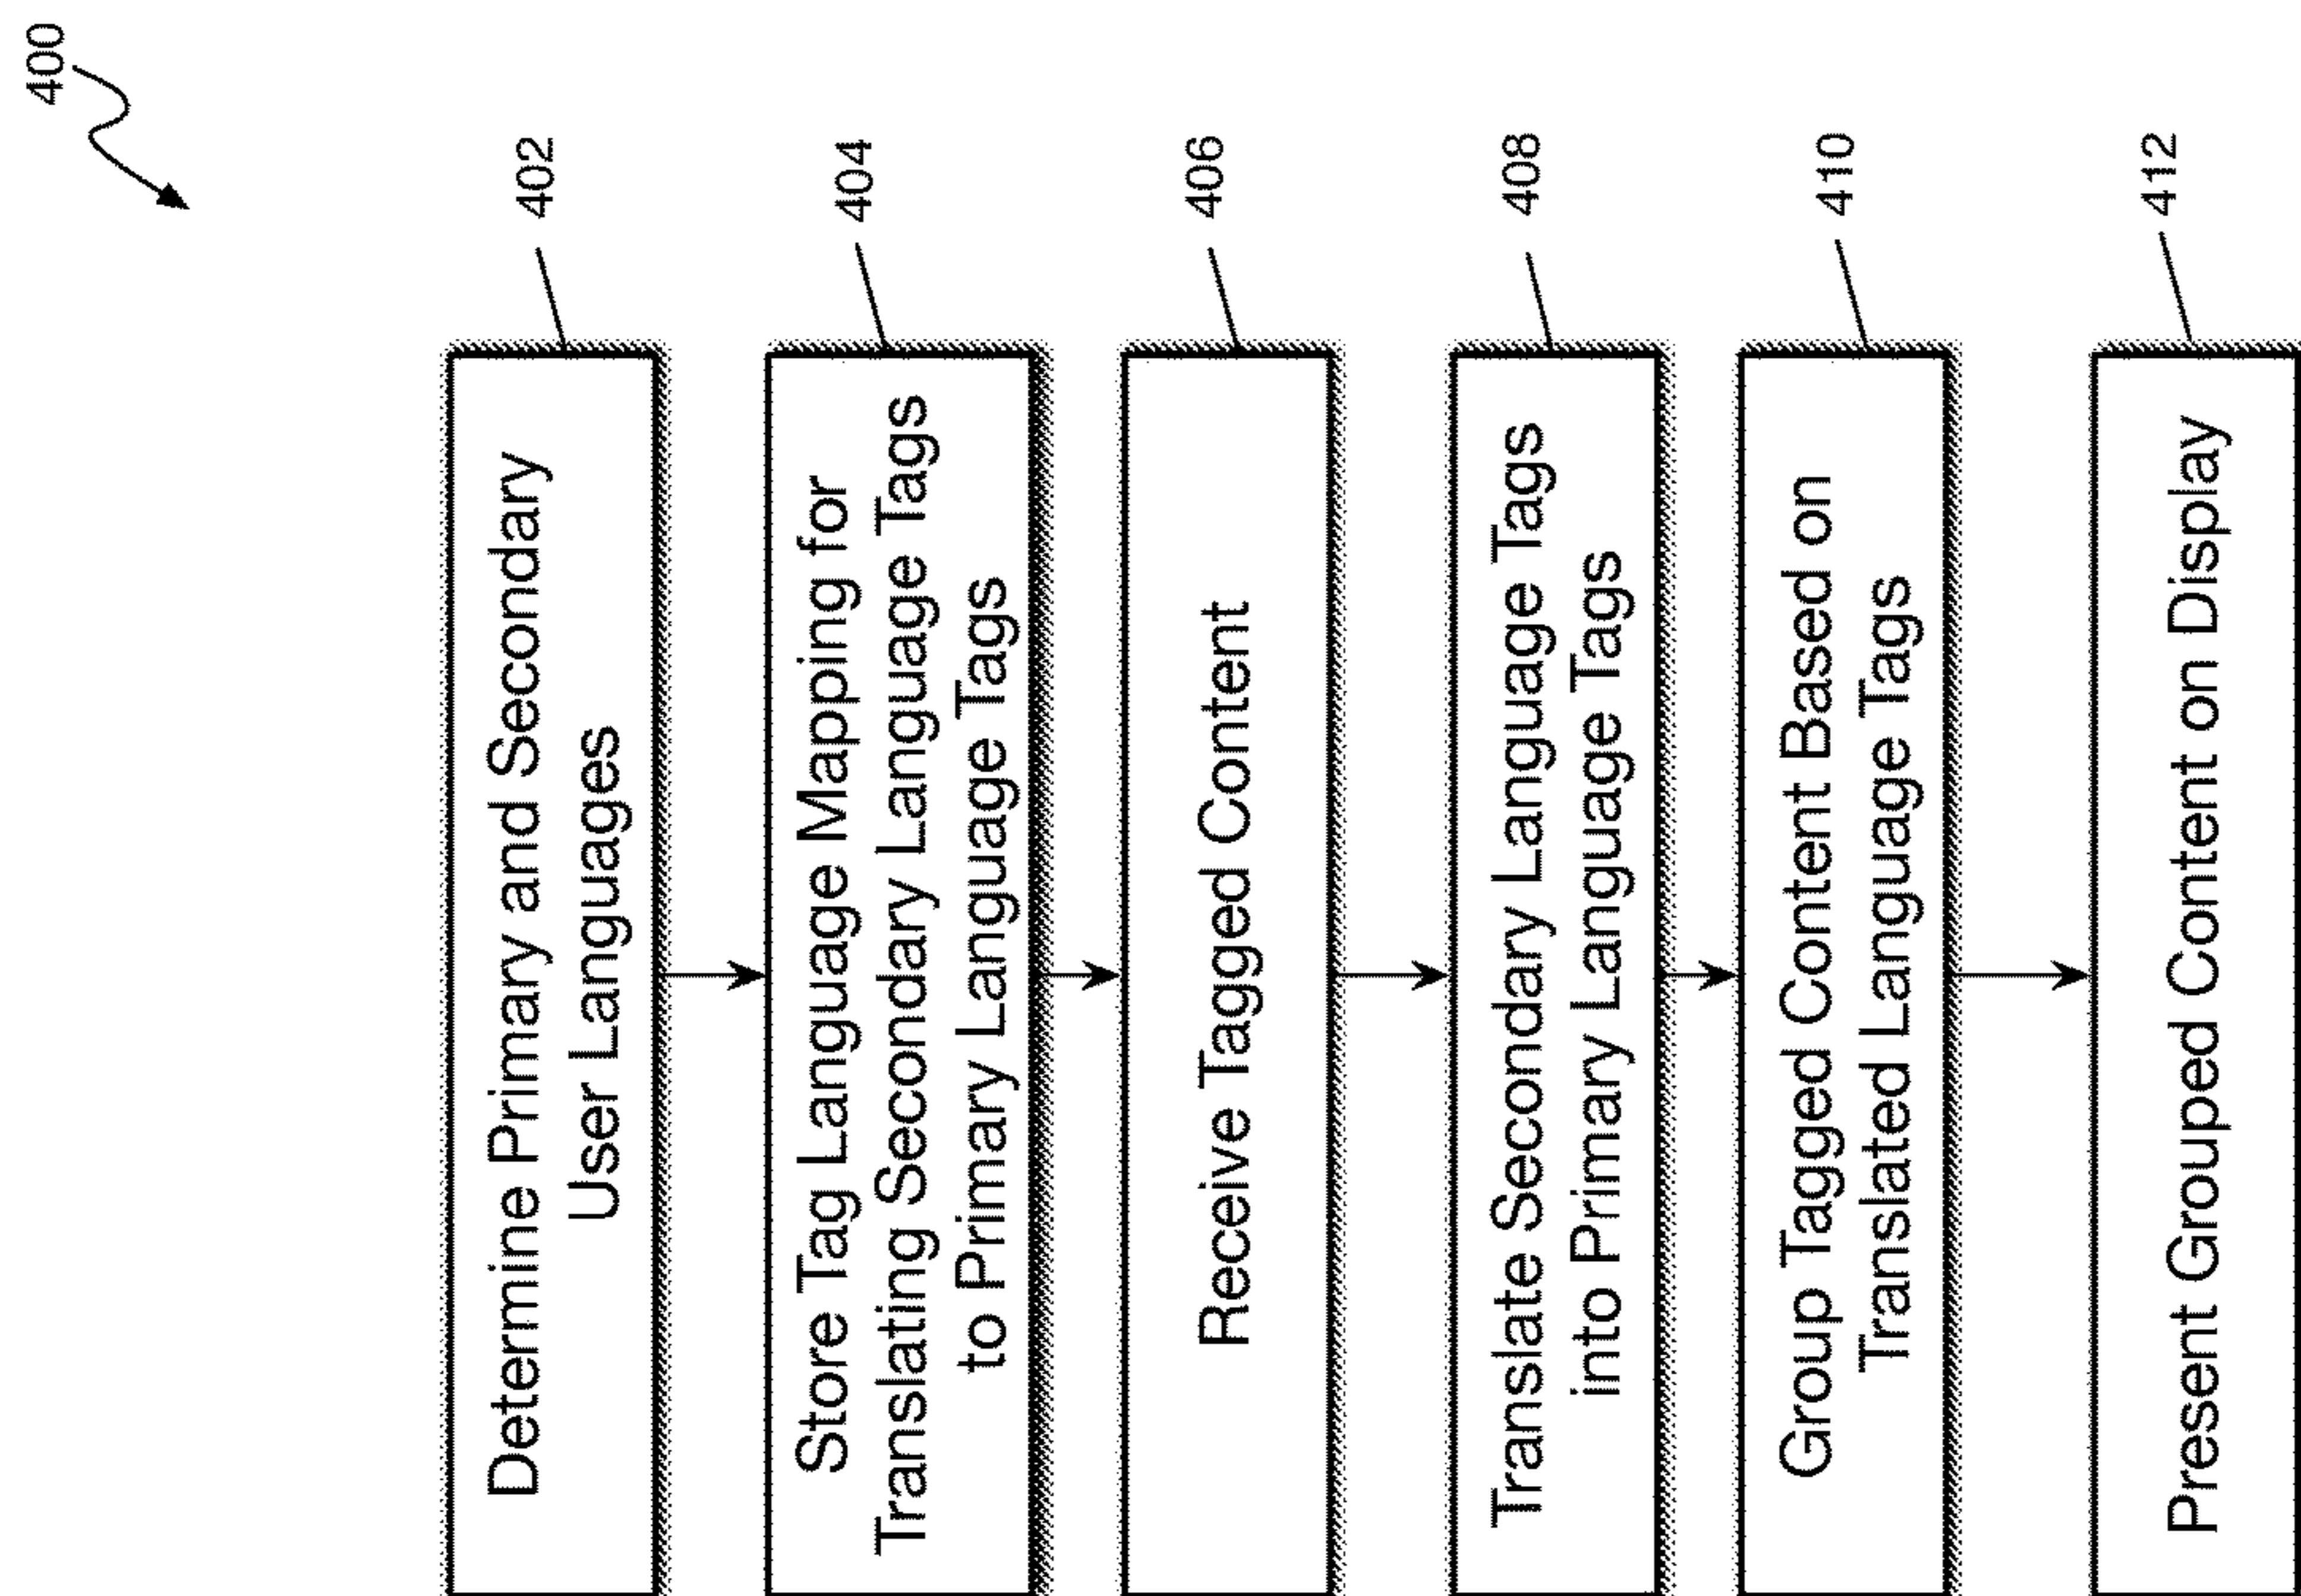 400
402
Determine Primary and Secondary
User Languages
404
Store Tag Language Mapping for
Translating Secondary Language Tags
to Primary Language Tags
406
Receive Tagged Content
408
Translate Secondary Language Tags
into Primary Language Tags
410
Group Tagged Content Based on
Translated Language Tags
412
Present Grouped Content on Display